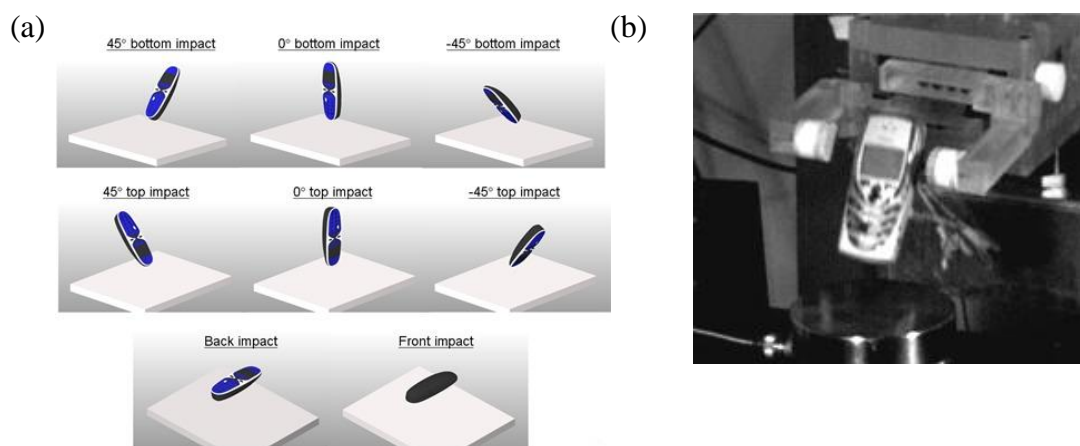 (a)
45° bottom impact
0° bottom impact
-45° bottom impact
45° top impact
0° top impact
-45° top impact
Back impact
Front impact
(b)